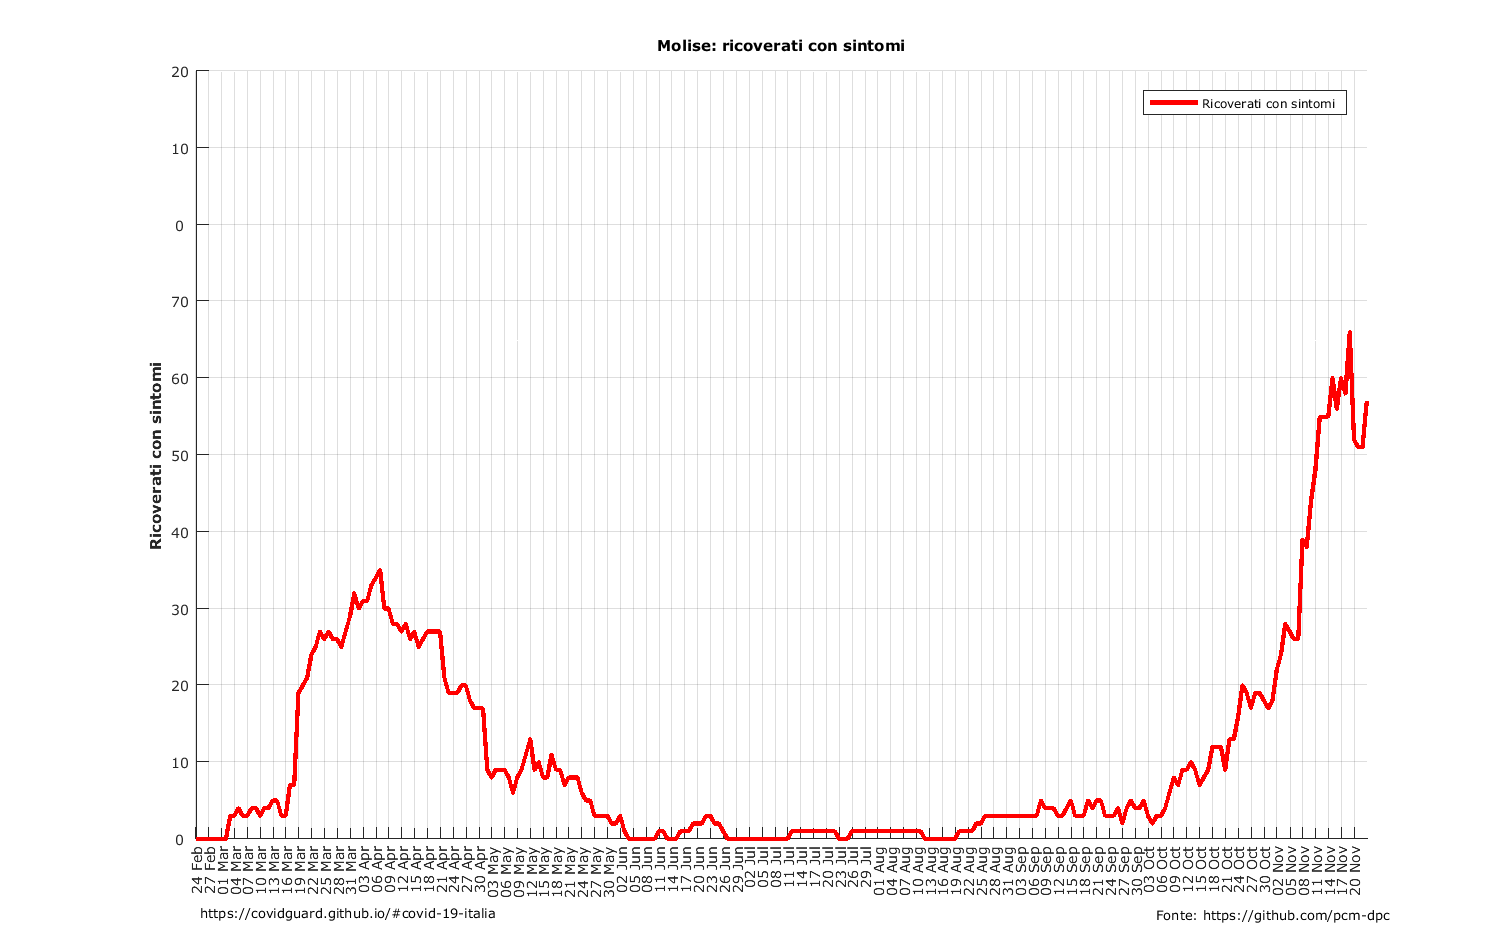 Molise: ricoverati con sintomi
Ricoverati con sintomi
20
10
0
70
60
50
40
30
20
10
0
Ricoverati con sintomi
24 Feb
27 Feb
01 Mar
04 Mar
07 Mar
10 Mar
13 Mar
16 Mar
19 Mar
22 Mar
25 Mar
28 Mar
31 Mar
03 Apr
06 Apr
09 Apr
12 Apr
15 Apr
18 Apr
21 Apr
24 Apr
27 Apr
30 Apr
03 May
06 May
09 May
12 May
15 May
18 May
21 May
24 May
27 May
30 May
02 Jun
05 Jun
08 Jun
11 Jun
14 Jun
17 Jun
20 Jun
23 Jun
26 Jun
29 Jun
02 Jul
05 Jul
08 Jul
11 Jul
14 Jul
17 Jul
20 Jul
23 Jul
26 Jul
29 Jul
01 Aug
04 Aug
07 Aug
10 Aug
13 Aug
16 Aug
19 Aug
22 Aug
25 Aug
28 Aug
31 Aug
03 Sep
06 Sep
09 Sep
12 Sep
15 Sep
18 Sep
21 Sep
24 Sep
27 Sep
30 Sep
03 Oct
06 Oct
09 Oct
12 Oct
15 Oct
18 Oct
21 Oct
24 Oct
27 Oct
30 Oct
02 Nov
05 Nov
08 Nov
11 Nov
14 Nov
17 Nov
20 Nov
https://covidguard.github.io/#covid-19-italia
Fonte: https://github.com/pcm-dpc